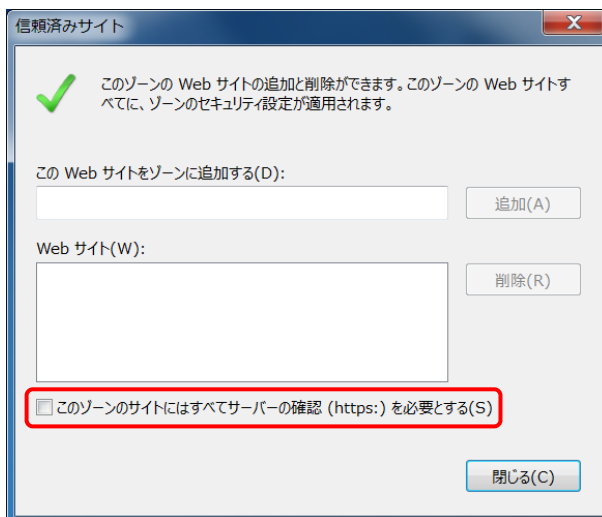 信頼済みサイト
このゾーンの Web サイトの追加と削除ができます。このゾーンの Web サイトす
べてに、ゾーンのセキュリティ設定が適用されます。
この Web サイトをゾーンに追加する(D):
追加(A)
Web サイト(W):
削除(R)
このゾーンのサイトにはすべてサーバーの確認 (https:) を必要とする(S)
閉じる(C)